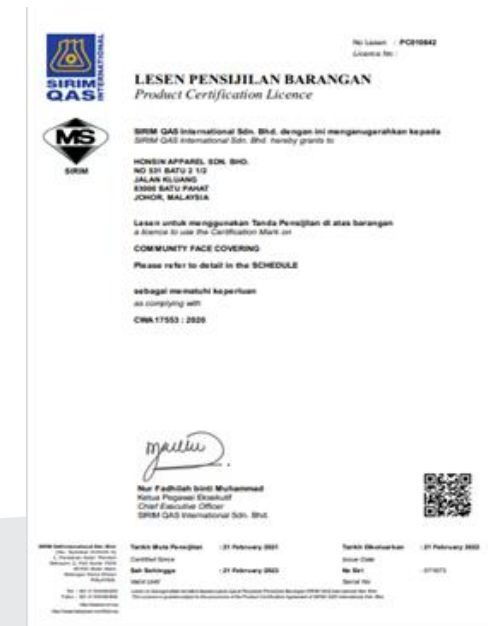 No Lesen : PC010842
Licence No :
SIRIM
QAS
INTERNATIONAL
LESEN PENSIJILAN BARANGAN
Product Certification Licence
MS
SIRIM
SIRIM QAS International Sdn. Bhd. dengan ini menganugerahkan kepada
SIRIM QAS International Sdn. Bhd. hereby grants to
HONSIN APPAREL SDN. BHD.
NO 531 BATU 2 1/2
JALAN KLUANG
83000 BATU PAHAT
JOHOR, MALAYSIA
Lesen untuk menggunakan Tanda Pensijilan di atas barangan
a licence to use the Certification Mark on
COMMUNITY FACE COVERING
Please refer to detail in the SCHEDULE
sebagai mematuhi keperluan
as complying with
CWA 17553 : 2020
Nur Fadhilah binti Muhammad
Ketua Pegawai Eksekutif
Chief Executive Officer
SIRIM QAS International Sdn. Bhd.
Tarikh Mula Pensijilan : 21 February 2021
Certified Since
Sah Sehingga : 21 February 2023
Valid Until
Tarikh Dikeluarkan : 21 February 2022
Issue Date
No Siri
Serial No